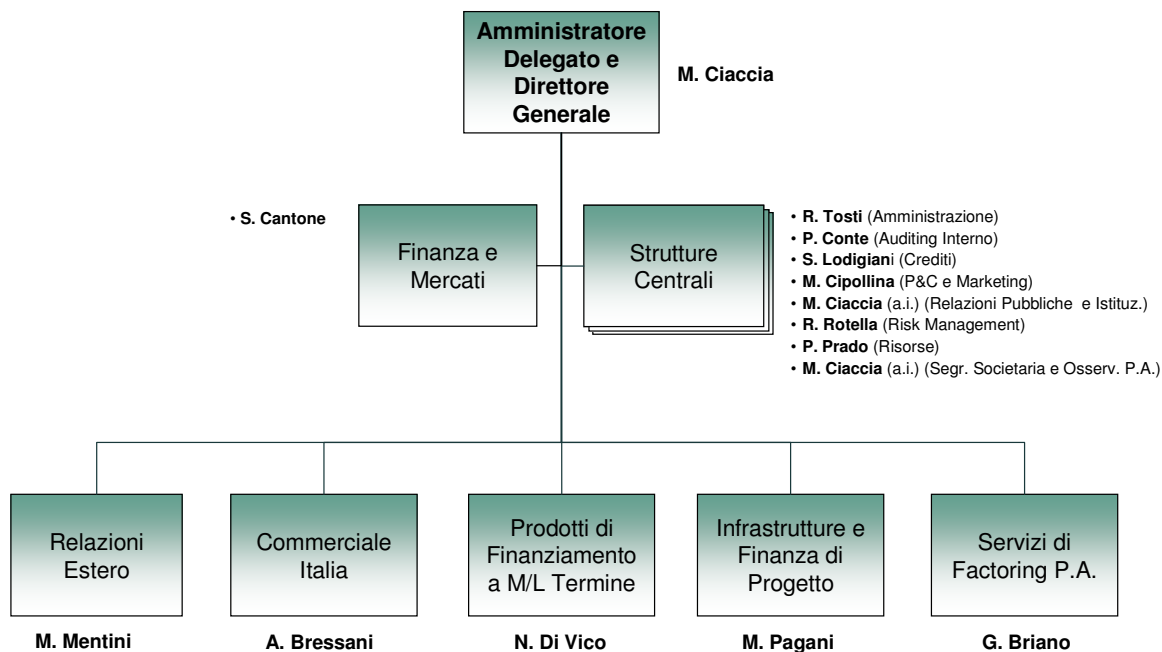 Amministratore
Delegato e
Direttore
Generale
M. Ciaccia
• S. Cantone
Finanza e
Mercati
Strutture
Centrali
• R. Tosti (Amministrazione)
• P. Conte (Auditing Interno)
• S. Lodigiani (Crediti)
• M. Cipollina (P&C e Marketing)
• M. Ciaccia (a.i.) (Relazioni Pubbliche e Istituz.)
• R. Rotella (Risk Management)
• P. Prado (Risorse)
• M. Ciaccia (a.i.) (Segr. Societaria e Osserv. P.A.)
Relazioni
Estero
Commerciale
Italia
Prodotti di
Finanziamento
a M/L Termine
Infrastrutture e
Finanza di
Progetto
Servizi di
Factoring P.A.
M. Mentini
A. Bressani
N. Di Vico
M. Pagani
G. Briano